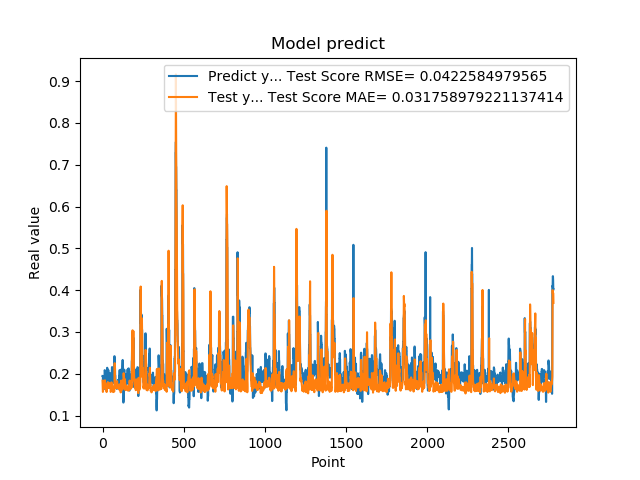 Model predict
Predict y... Test Score RMSE= 0.0422584979565
Test y... Test Score MAE= 0.031758979221137414
0.9
0.8
0.7
0.6
0.5
0.4
0.3
0.2
0.1
Real value
0 500 1000 1500 2000 2500
Point